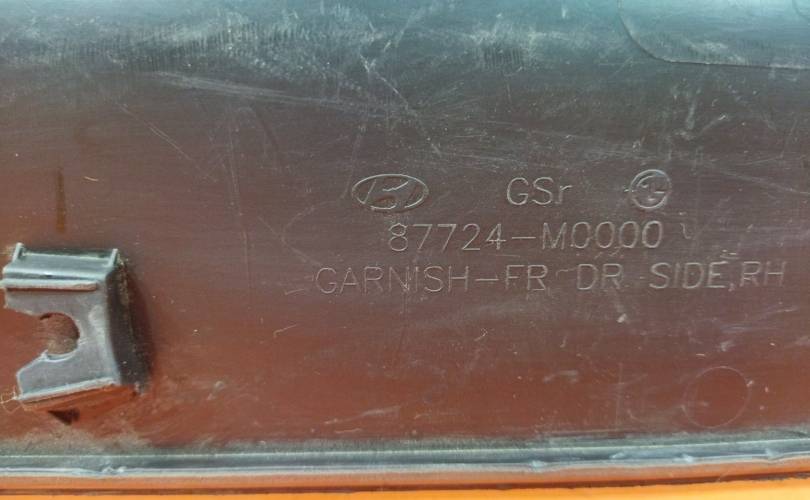 GSr
87724-M0000
GARNISH-FR DR SIDE,RH